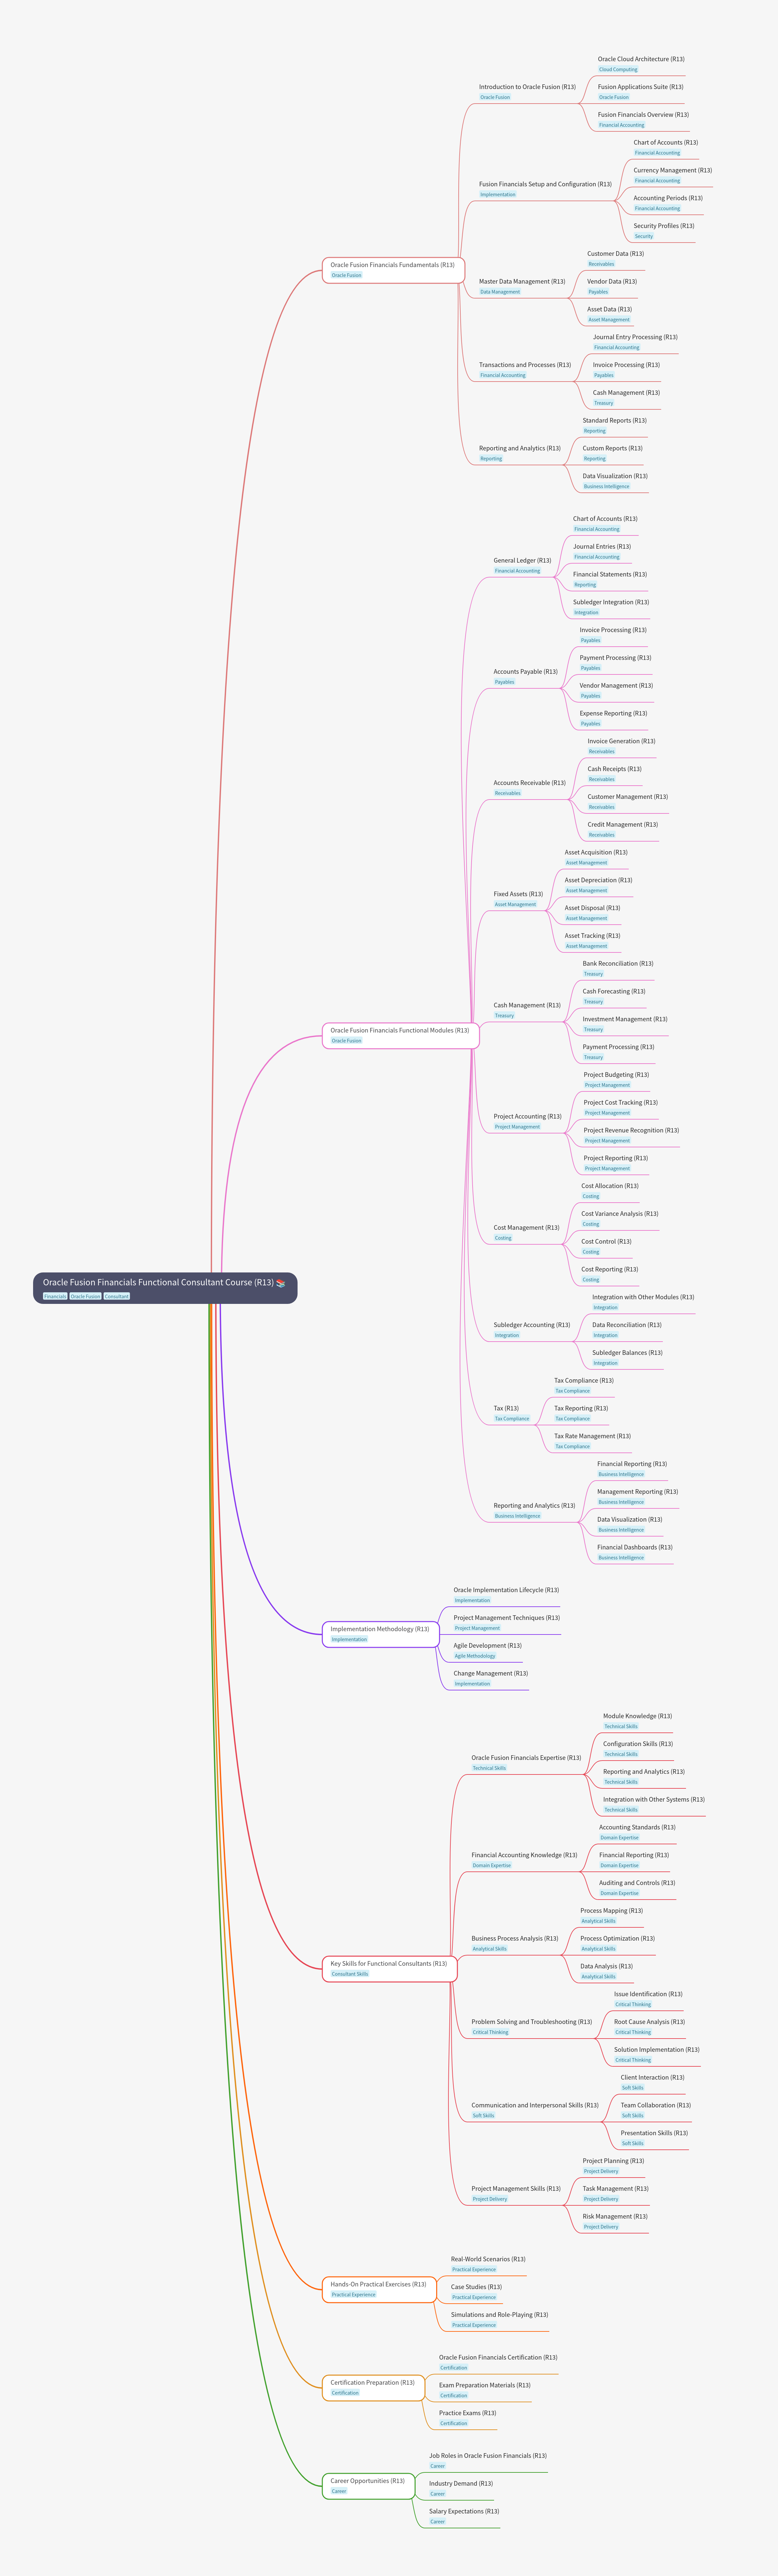 Oracle Fusion Financials Functional Consultant Course (R13) 📚
Financials Oracle Fusion Consultant
Oracle Fusion Financials Fundamentals (R13)
Oracle Fusion
Introduction to Oracle Fusion (R13)
Oracle Fusion
Oracle Cloud Architecture (R13)
Cloud Computing
Fusion Applications Suite (R13)
Oracle Fusion
Fusion Financials Overview (R13)
Financial Accounting
Fusion Financials Setup and Configuration (R13)
Implementation
Chart of Accounts (R13)
Financial Accounting
Currency Management (R13)
Financial Accounting
Accounting Periods (R13)
Financial Accounting
Security Profiles (R13)
Security
Master Data Management (R13)
Data Management
Customer Data (R13)
Receivables
Vendor Data (R13)
Payables
Asset Data (R13)
Asset Management
Transactions and Processes (R13)
Financial Accounting
Journal Entry Processing (R13)
Financial Accounting
Invoice Processing (R13)
Payables
Cash Management (R13)
Treasury
Reporting and Analytics (R13)
Reporting
Standard Reports (R13)
Reporting
Custom Reports (R13)
Reporting
Data Visualization (R13)
Business Intelligence
Oracle Fusion Financials Functional Modules (R13)
Oracle Fusion
General Ledger (R13)
Financial Accounting
Chart of Accounts (R13)
Financial Accounting
Journal Entries (R13)
Financial Accounting
Financial Statements (R13)
Reporting
Subledger Integration (R13)
Integration
Accounts Payable (R13)
Payables
Invoice Processing (R13)
Payables
Payment Processing (R13)
Payables
Vendor Management (R13)
Payables
Expense Reporting (R13)
Payables
Accounts Receivable (R13)
Receivables
Invoice Generation (R13)
Receivables
Cash Receipts (R13)
Receivables
Customer Management (R13)
Receivables
Credit Management (R13)
Receivables
Fixed Assets (R13)
Asset Management
Asset Acquisition (R13)
Asset Management
Asset Depreciation (R13)
Asset Management
Asset Disposal (R13)
Asset Management
Asset Tracking (R13)
Asset Management
Cash Management (R13)
Treasury
Bank Reconciliation (R13)
Treasury
Cash Forecasting (R13)
Treasury
Investment Management (R13)
Treasury
Payment Processing (R13)
Treasury
Project Accounting (R13)
Project Management
Project Budgeting (R13)
Project Management
Project Cost Tracking (R13)
Project Management
Project Revenue Recognition (R13)
Project Management
Project Reporting (R13)
Project Management
Cost Management (R13)
Costing
Cost Allocation (R13)
Costing
Cost Variance Analysis (R13)
Costing
Cost Control (R13)
Costing
Cost Reporting (R13)
Costing
Subledger Accounting (R13)
Integration
Integration with Other Modules (R13)
Integration
Data Reconciliation (R13)
Integration
Subledger Balances (R13)
Integration
Tax (R13)
Tax Compliance
Tax Compliance (R13)
Tax Compliance
Tax Reporting (R13)
Tax Compliance
Tax Rate Management (R13)
Tax Compliance
Reporting and Analytics (R13)
Business Intelligence
Financial Reporting (R13)
Business Intelligence
Management Reporting (R13)
Business Intelligence
Data Visualization (R13)
Business Intelligence
Financial Dashboards (R13)
Business Intelligence
Implementation Methodology (R13)
Implementation
Oracle Implementation Lifecycle (R13)
Implementation
Project Management Techniques (R13)
Project Management
Agile Development (R13)
Agile Methodology
Change Management (R13)
Implementation
Key Skills for Functional Consultants (R13)
Consultant Skills
Oracle Fusion Financials Expertise (R13)
Technical Skills
Module Knowledge (R13)
Technical Skills
Configuration Skills (R13)
Technical Skills
Reporting and Analytics (R13)
Technical Skills
Integration with Other Systems (R13)
Technical Skills
Financial Accounting Knowledge (R13)
Domain Expertise
Accounting Standards (R13)
Domain Expertise
Financial Reporting (R13)
Domain Expertise
Auditing and Controls (R13)
Domain Expertise
Business Process Analysis (R13)
Analytical Skills
Process Mapping (R13)
Analytical Skills
Process Optimization (R13)
Analytical Skills
Data Analysis (R13)
Analytical Skills
Problem Solving and Troubleshooting (R13)
Critical Thinking
Issue Identification (R13)
Critical Thinking
Root Cause Analysis (R13)
Critical Thinking
Solution Implementation (R13)
Critical Thinking
Communication and Interpersonal Skills (R13)
Soft Skills
Client Interaction (R13)
Soft Skills
Team Collaboration (R13)
Soft Skills
Presentation Skills (R13)
Soft Skills
Project Management Skills (R13)
Project Delivery
Project Planning (R13)
Project Delivery
Task Management (R13)
Project Delivery
Risk Management (R13)
Project Delivery
Hands-On Practical Exercises (R13)
Practical Experience
Real-World Scenarios (R13)
Practical Experience
Case Studies (R13)
Practical Experience
Simulations and Role-Playing (R13)
Practical Experience
Certification Preparation (R13)
Certification
Oracle Fusion Financials Certification (R13)
Certification
Exam Preparation Materials (R13)
Certification
Practice Exams (R13)
Certification
Career Opportunities (R13)
Career
Job Roles in Oracle Fusion Financials (R13)
Career
Industry Demand (R13)
Career
Salary Expectations (R13)
Career